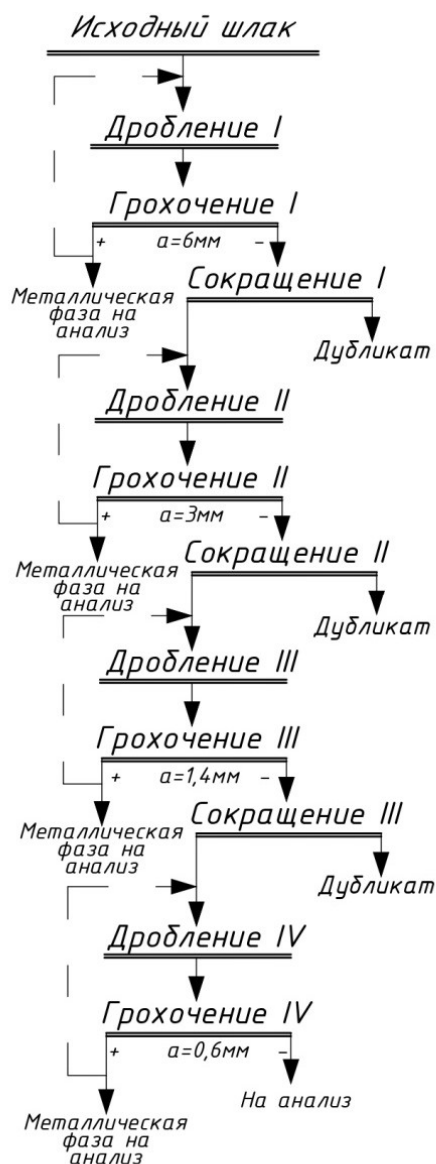 Исходный шлак
Дробление I
Грохочение I
+ а=6мм -
Сокращение I
Металлическая
фаза на
анализ
Дубликат
Дробление II
Грохочение II
+ а=3мм -
Сокращение II
Металлическая
фаза на
анализ
Дубликат
Дробление III
Грохочение III
+ а=1,4мм -
Сокращение III
Металлическая
фаза на
анализ
Дубликат
Дробление IV
Грохочение IV
+ а=0,6мм -
На анализ
Металлическая
фаза на
анализ